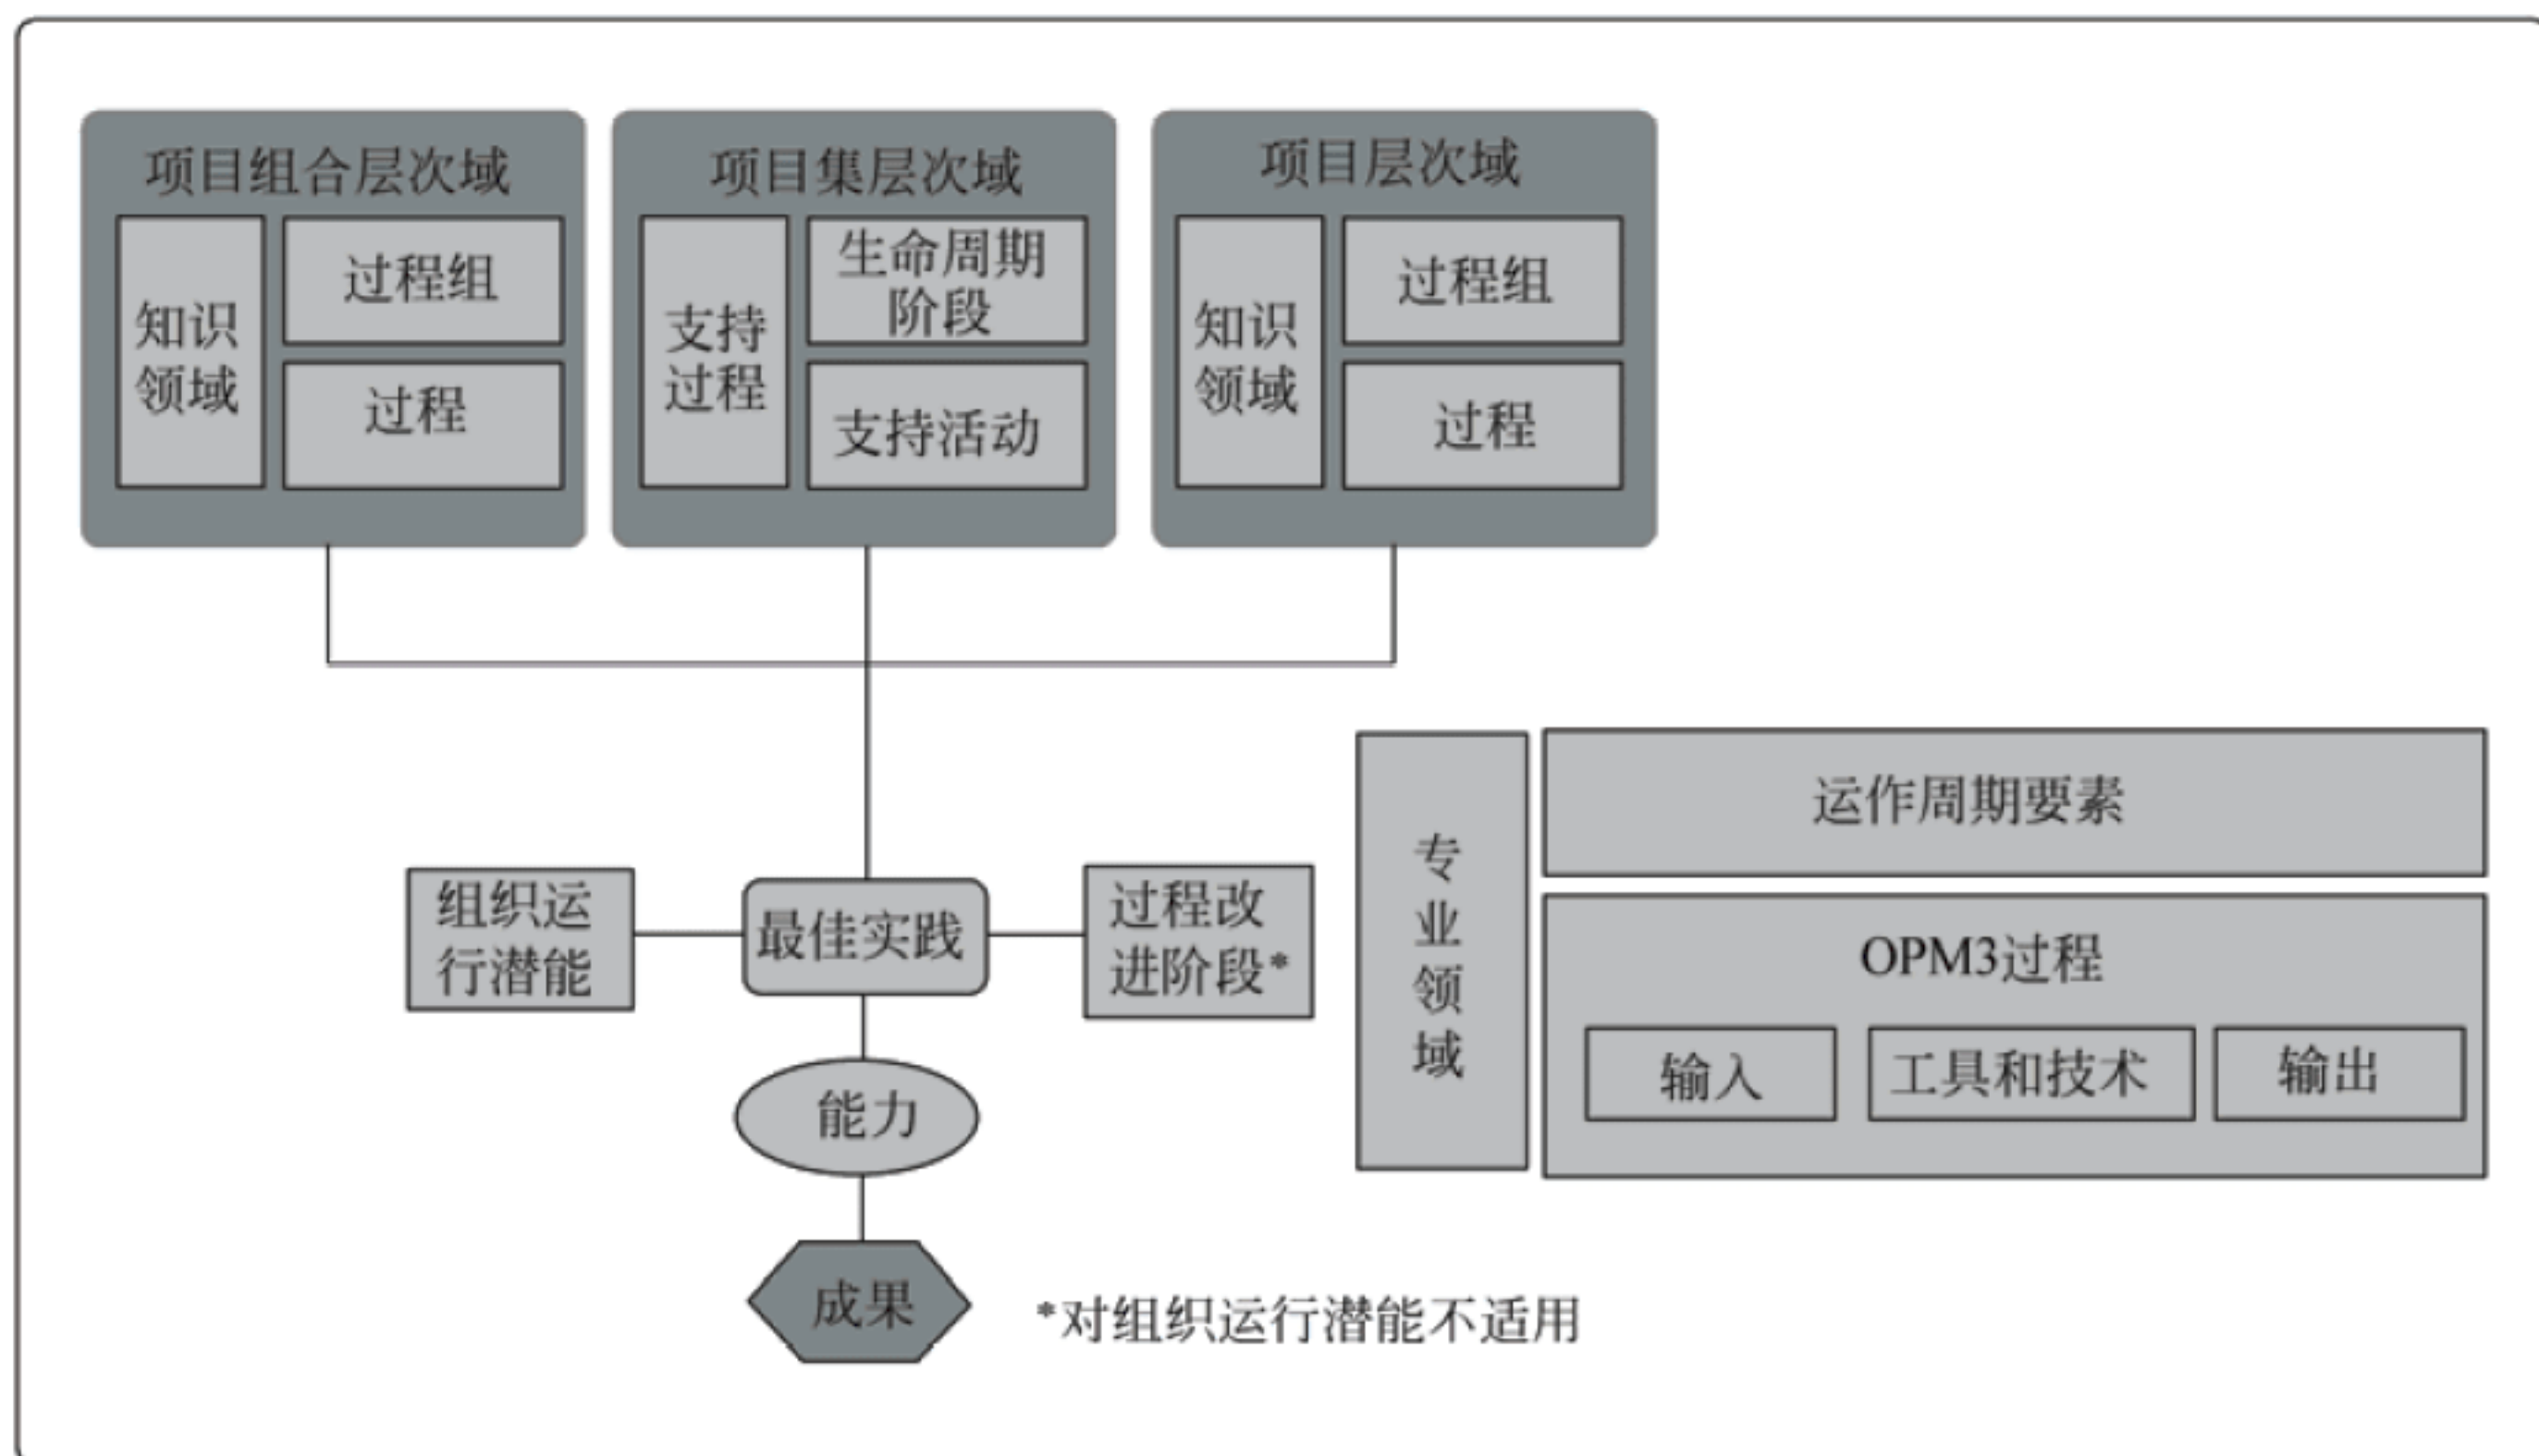 项目组合层次域
知识
领域
过程组
过程
项目集层次域
支持
过程
生命周期
阶段
支持活动
项目层次域
知识
领域
过程组
过程
组织运
行潜能
最佳实践
过程改
进阶段*
能力
成果
*对组织运行潜能不适用
专
业
领
域
运作周期要素
OPM3过程
输入
工具和技术
输出